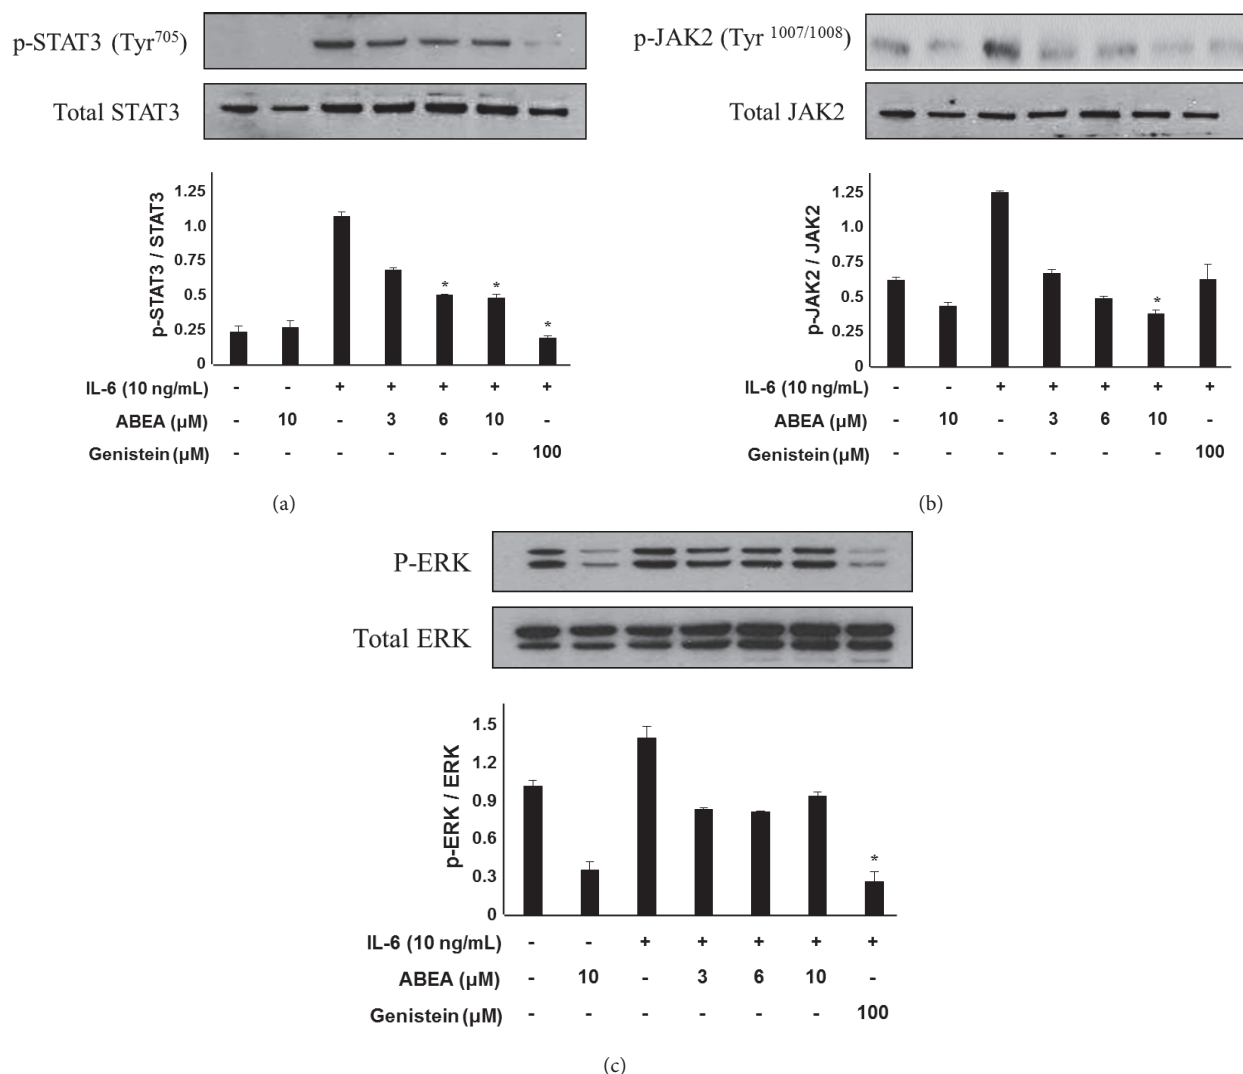 p-STAT3 (Tyr705)
Total STAT3
p-STAT3 / STAT3
1.25
1.0
0.75
0.5
0.25
0
* * *
IL-6 (10 ng/mL) - - + + + + +
ABEA (µM) - 10 - 3 6 10 -
Genistein (µM) - - - - - - 100
(a)
p-JAK2 (Tyr 1007/1008)
Total JAK2
p-JAK2 / JAK2
1.25
1.0
0.75
0.5
0.25
0
*
IL-6 (10 ng/mL) - - + + + + +
ABEA (µM) - 10 - 3 6 10 -
Genistein (µM) - - - - - - 100
(b)
P-ERK
Total ERK
p-ERK / ERK
1.5
1.2
0.9
0.6
0.3
0
*
IL-6 (10 ng/mL) - - + + + + +
ABEA (µM) - 10 - 3 6 10 -
Genistein (µM) - - - - - - 100
(c)